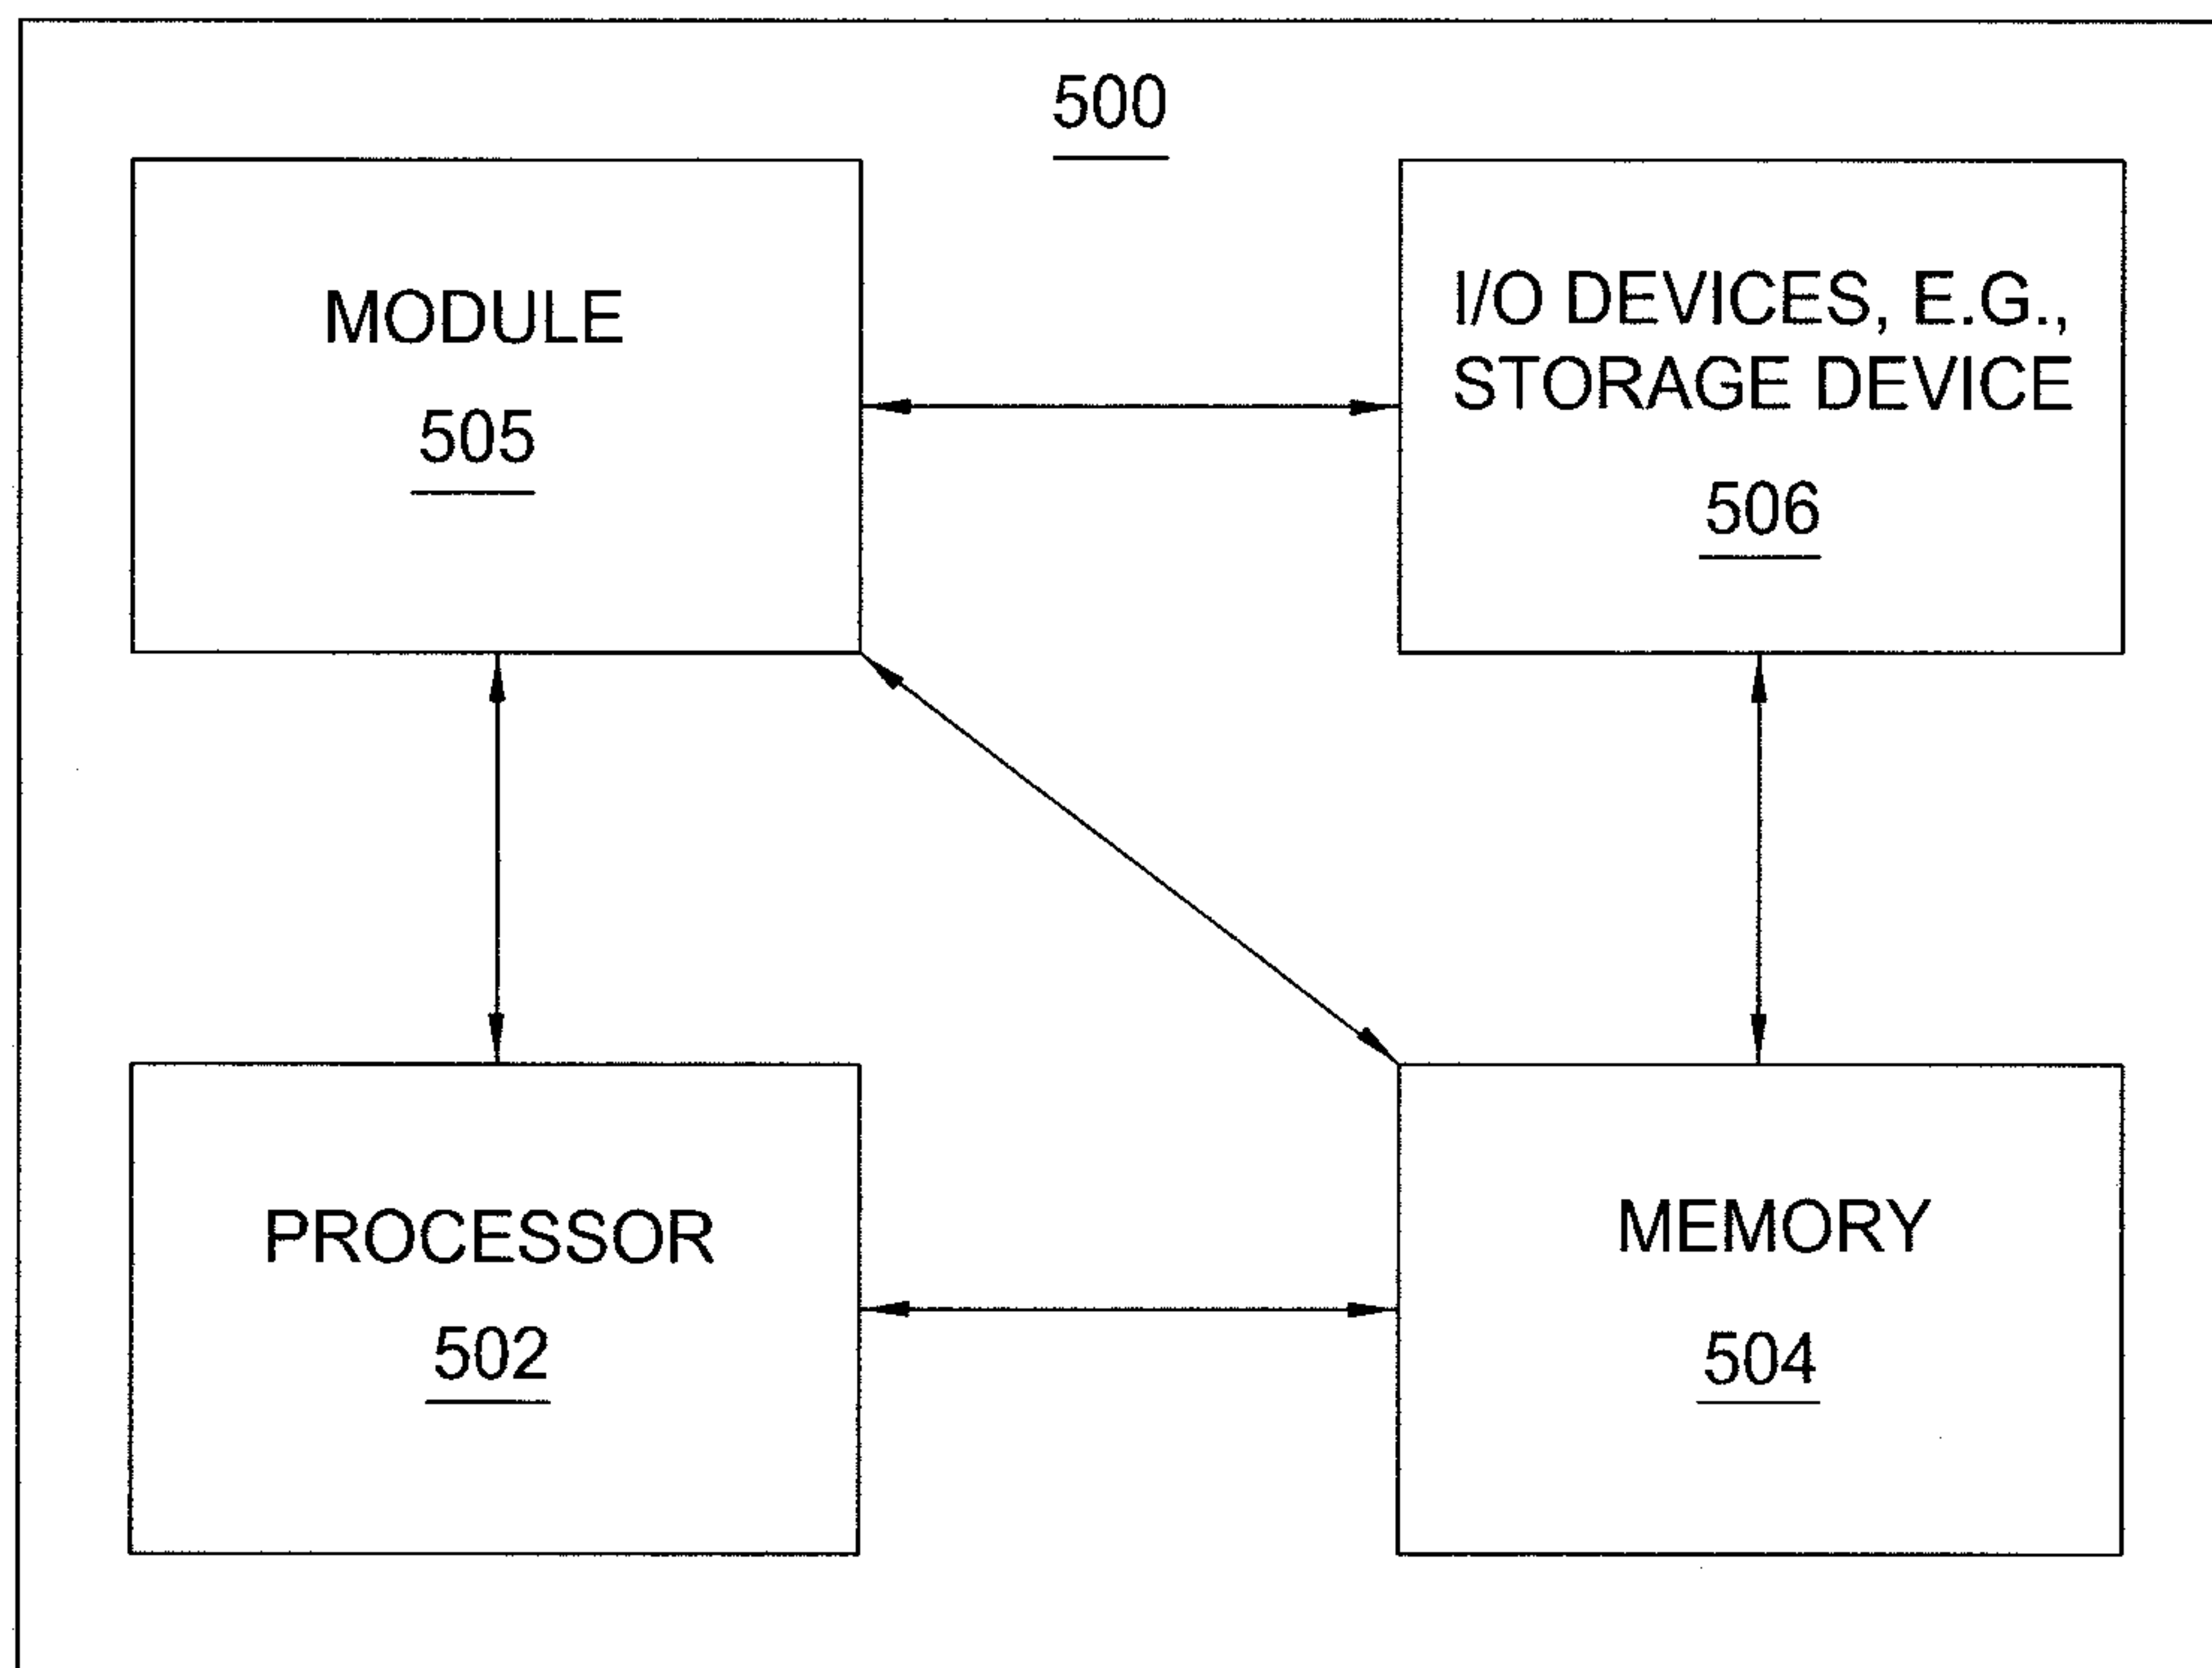 500
MODULE
505
I/O DEVICES, E.G.,
STORAGE DEVICE
506
PROCESSOR
502
MEMORY
504